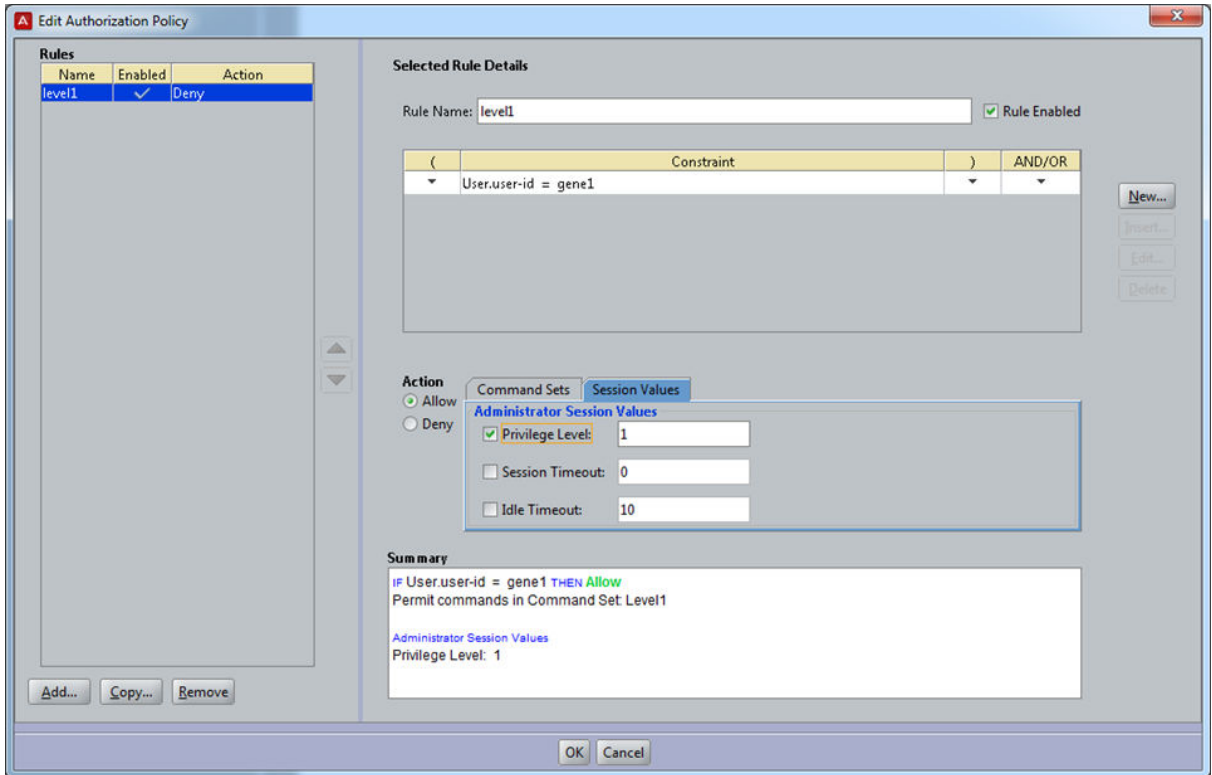 Edit Authorization Policy
Rules
Name Enabled Action
level1 Deny
Selected Rule Details
Rule Name: level1 Rule Enabled
( Constraint ) AND/OR
User.user-id = gene1
New...
Insert...
Edit...
Delete
Action
Allow
Deny
Command Sets Session Values
Administrator Session Values
Privilege Level: 1
Session Timeout: 0
Idle Timeout: 10
Summary
IF User.user-id = gene1 THEN Allow
Permit commands in Command Set: Level1
Administrator Session Values
Privilege Level: 1
Add... Copy... Remove
OK Cancel